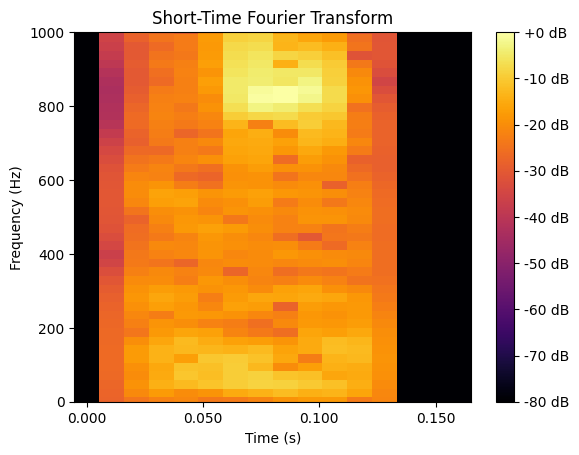 Short-Time Fourier Transform
1000
800
600
400
200
0
Frequency (Hz)
0.000
0.050
0.100
0.150
Time (s)
+0 dB
-10 dB
-20 dB
-30 dB
-40 dB
-50 dB
-60 dB
-70 dB
-80 dB